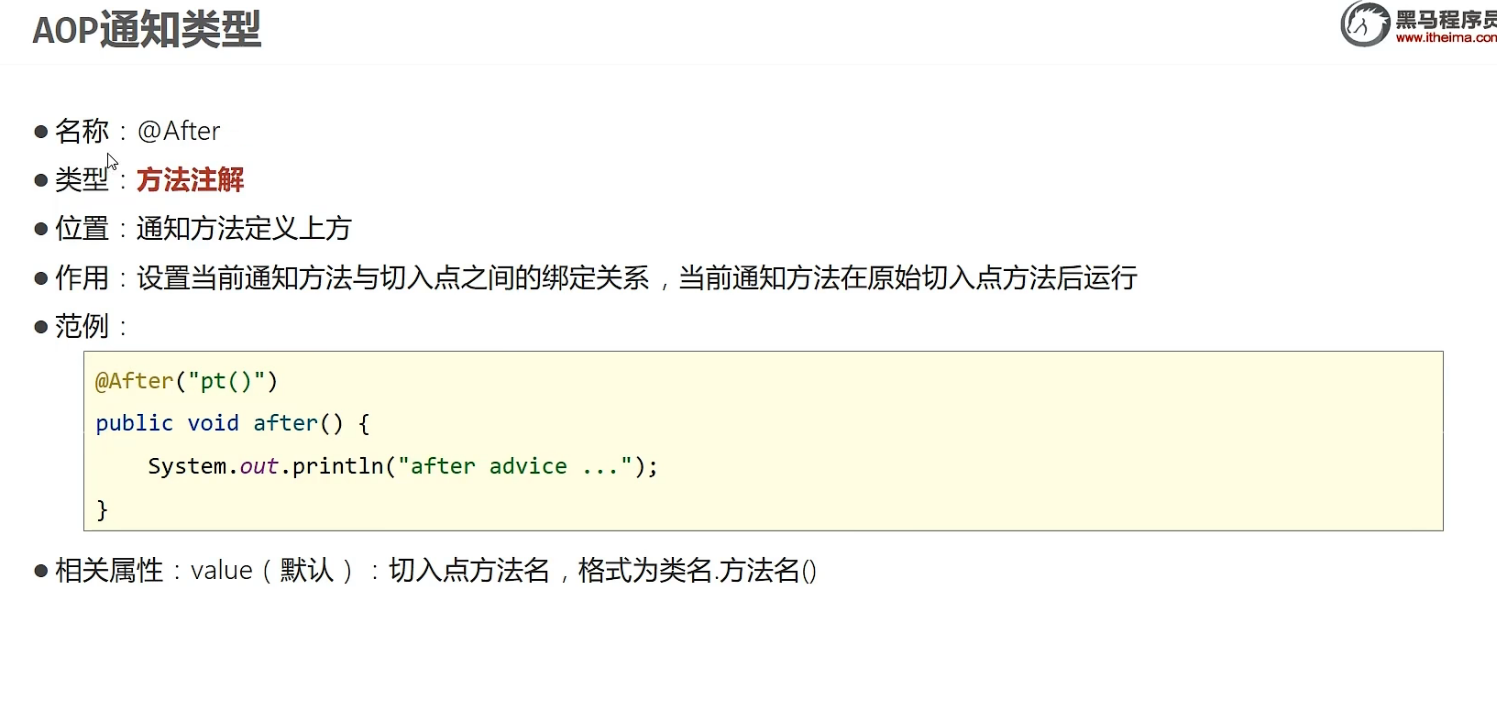 AOP通知类型
黑马程序员
www.itheima.com
● 名称：@After
● 类型：方法注解
● 位置：通知方法定义上方
● 作用：设置当前通知方法与切入点之间的绑定关系，当前通知方法在原始切入点方法后运行
● 范例：
@After("pt()")
public void after() {
    System.out.println("after advice ...");
}
● 相关属性：value（默认）：切入点方法名，格式为类名.方法名()